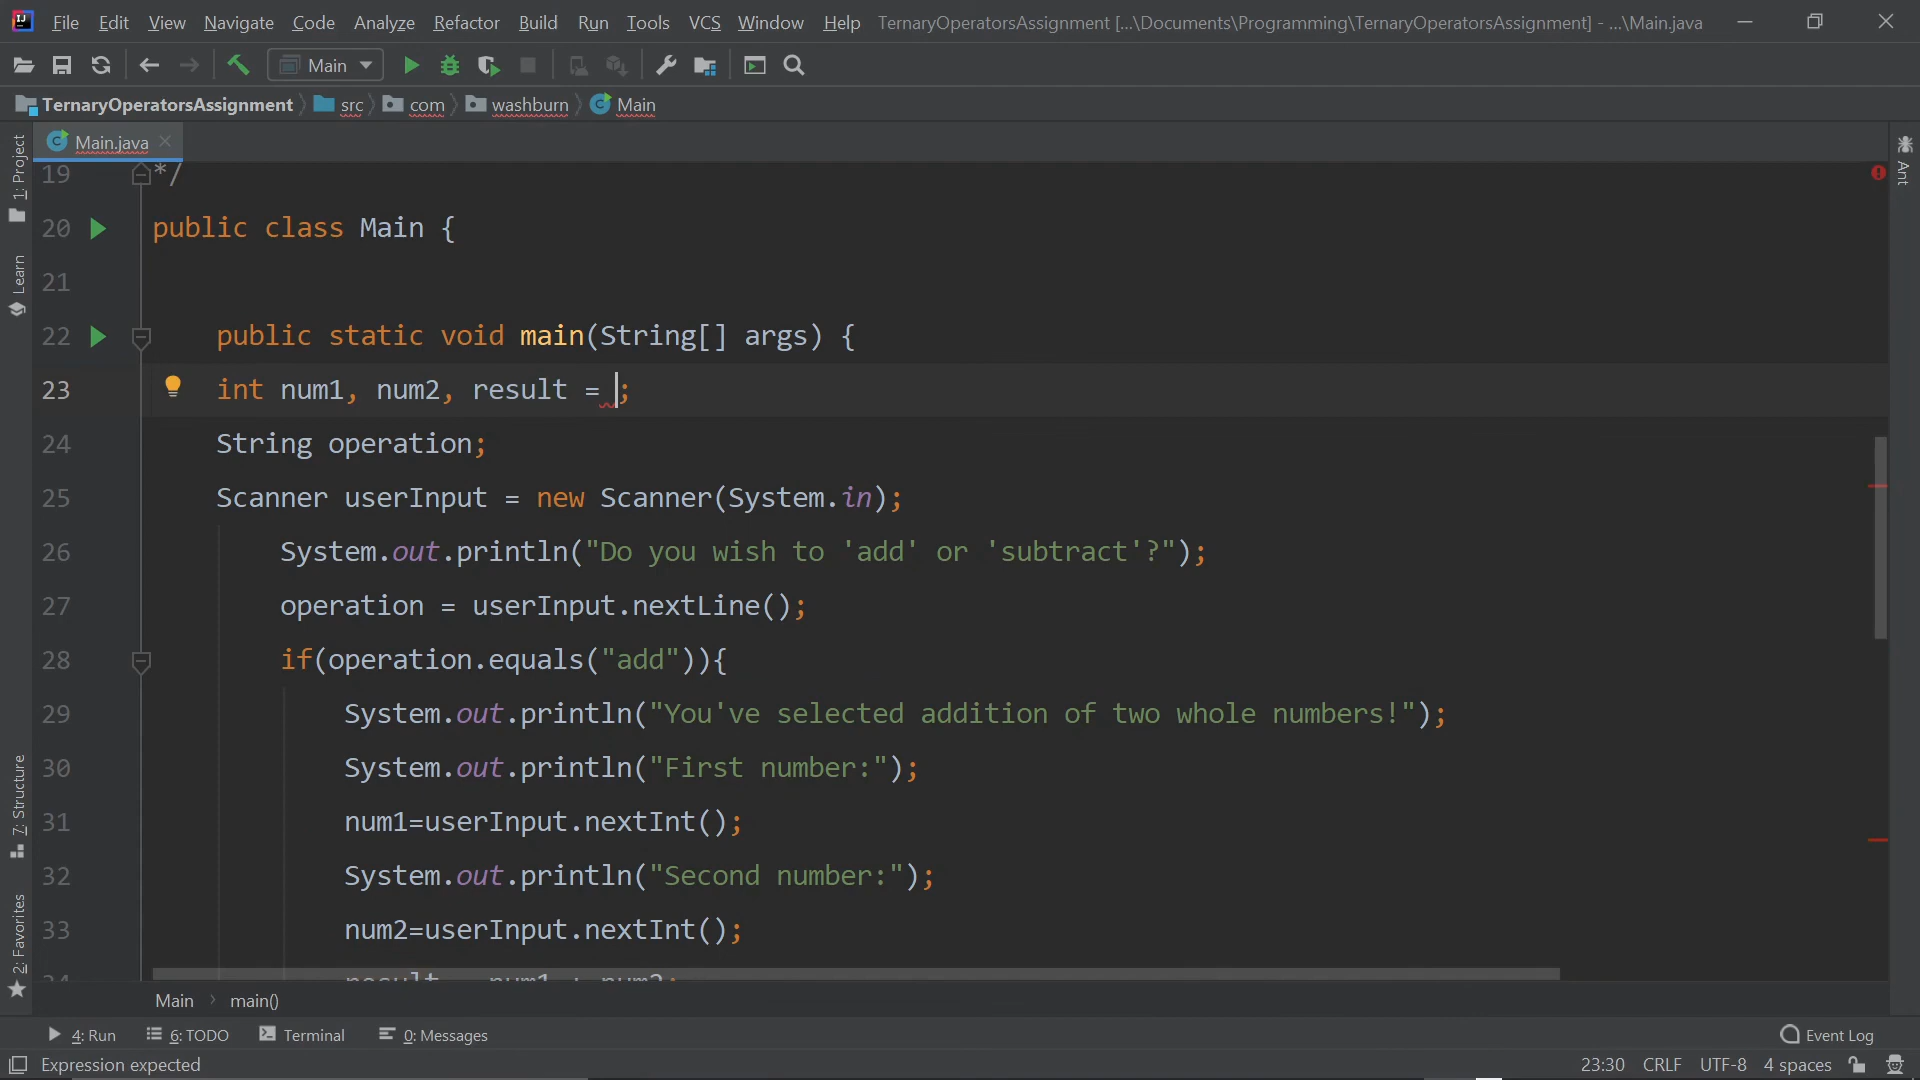 File Edit View Navigate Code Analyze Refactor Build Run Tools VCS Window Help TernaryOperatorsAssignment [...\Documents\Programming\TernaryOperatorsAssignment] - ...\Main.java
Main
TernaryOperatorsAssignment src com washburn Main
Main.java
1: Project
Learn
7: Structure
2: Favorites
Ant
19 */
20 public class Main {
21
22 public static void main(String[] args) {
23 int num1, num2, result = ;
24 String operation;
25 Scanner userInput = new Scanner(System.in);
26 System.out.println("Do you wish to 'add' or 'subtract'?");
27 operation = userInput.nextLine();
28 if(operation.equals("add")){
29 System.out.println("You've selected addition of two whole numbers!");
30 System.out.println("First number:");
31 num1=userInput.nextInt();
32 System.out.println("Second number:");
33 num2=userInput.nextInt();
34 result = num1 + num2;
Main > main()
4: Run 6: TODO Terminal 0: Messages Event Log
Expression expected 23:30 CRLF UTF-8 4 spaces